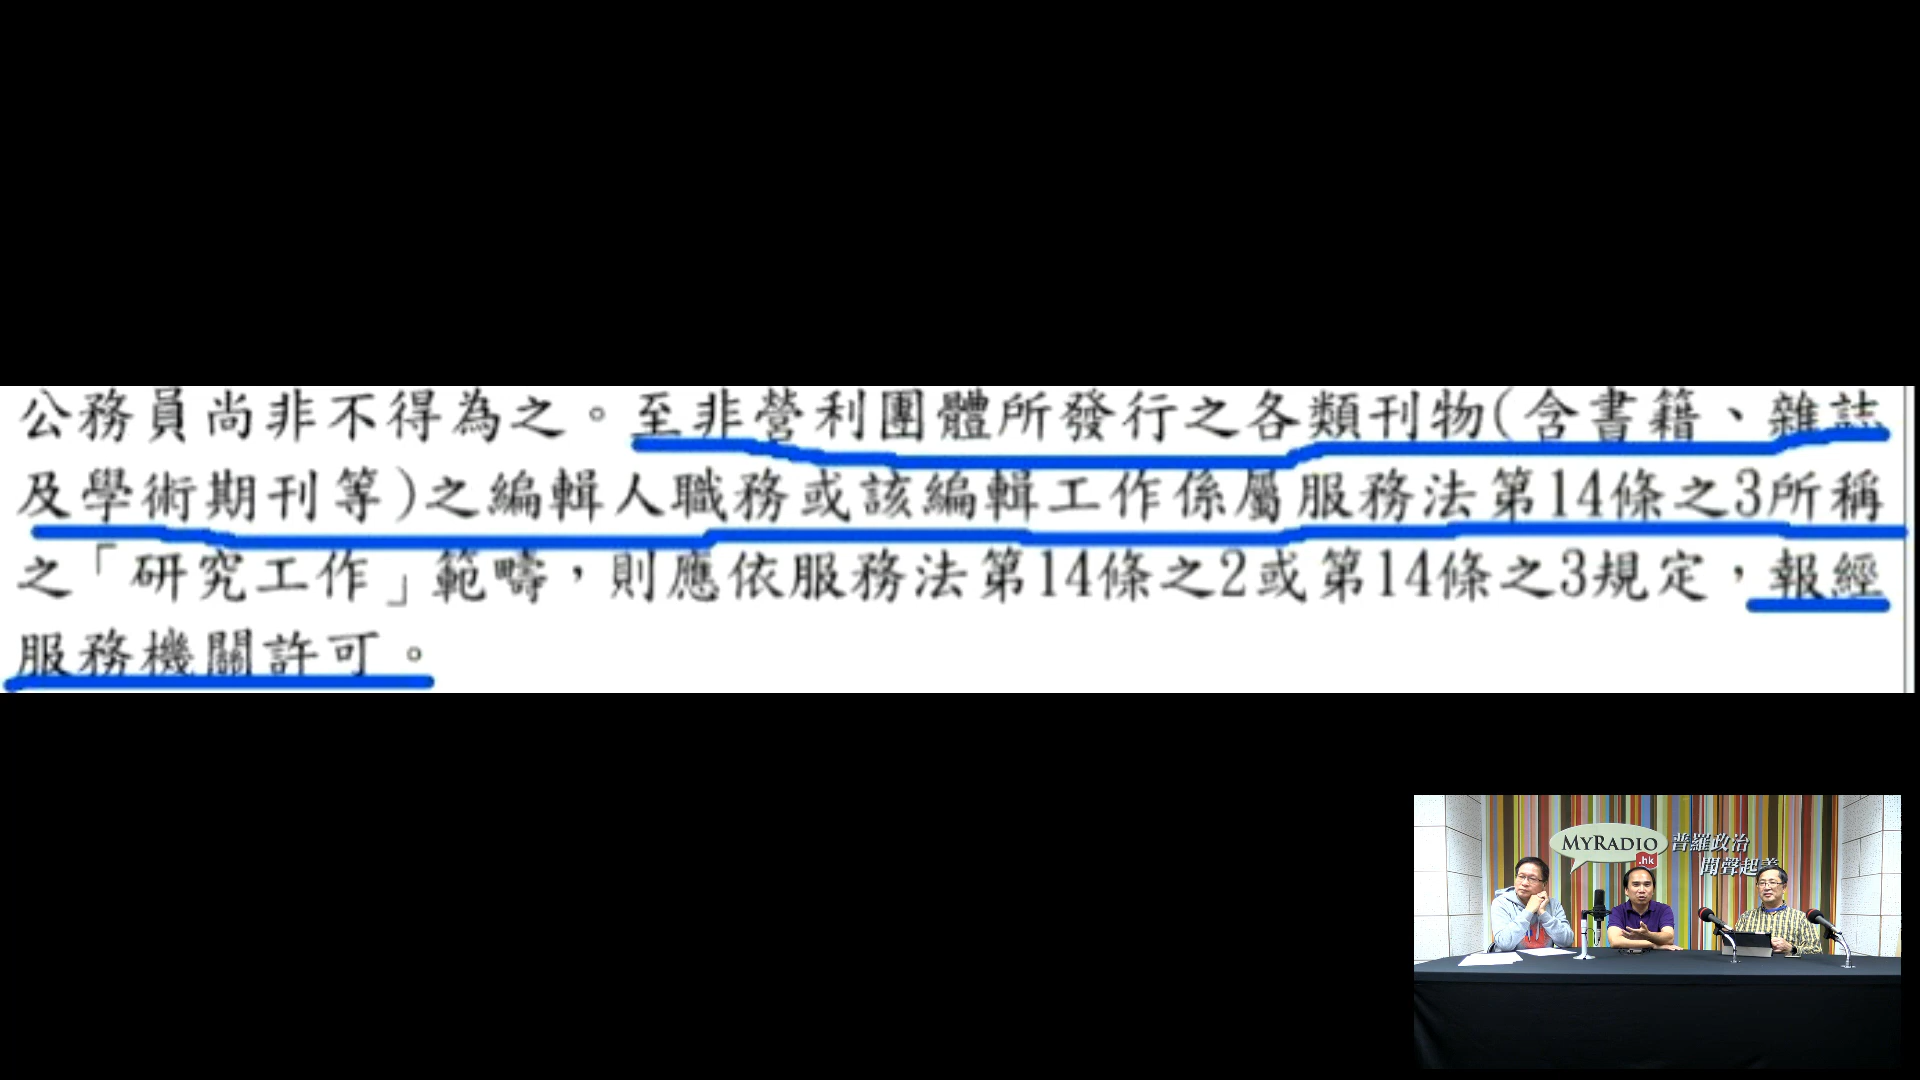 公務員尚非不得為之。至非營利團體所發行之各類刊物(含書籍、雜誌
及學術期刊等)之編輯人職務或該編輯工作係屬服務法第14條之3所稱
之「研究工作」範疇，則應依服務法第14條之2或第14條之3規定，報經
服務機關許可。
MYRADIO
.hk
普羅政治
聞聲起義